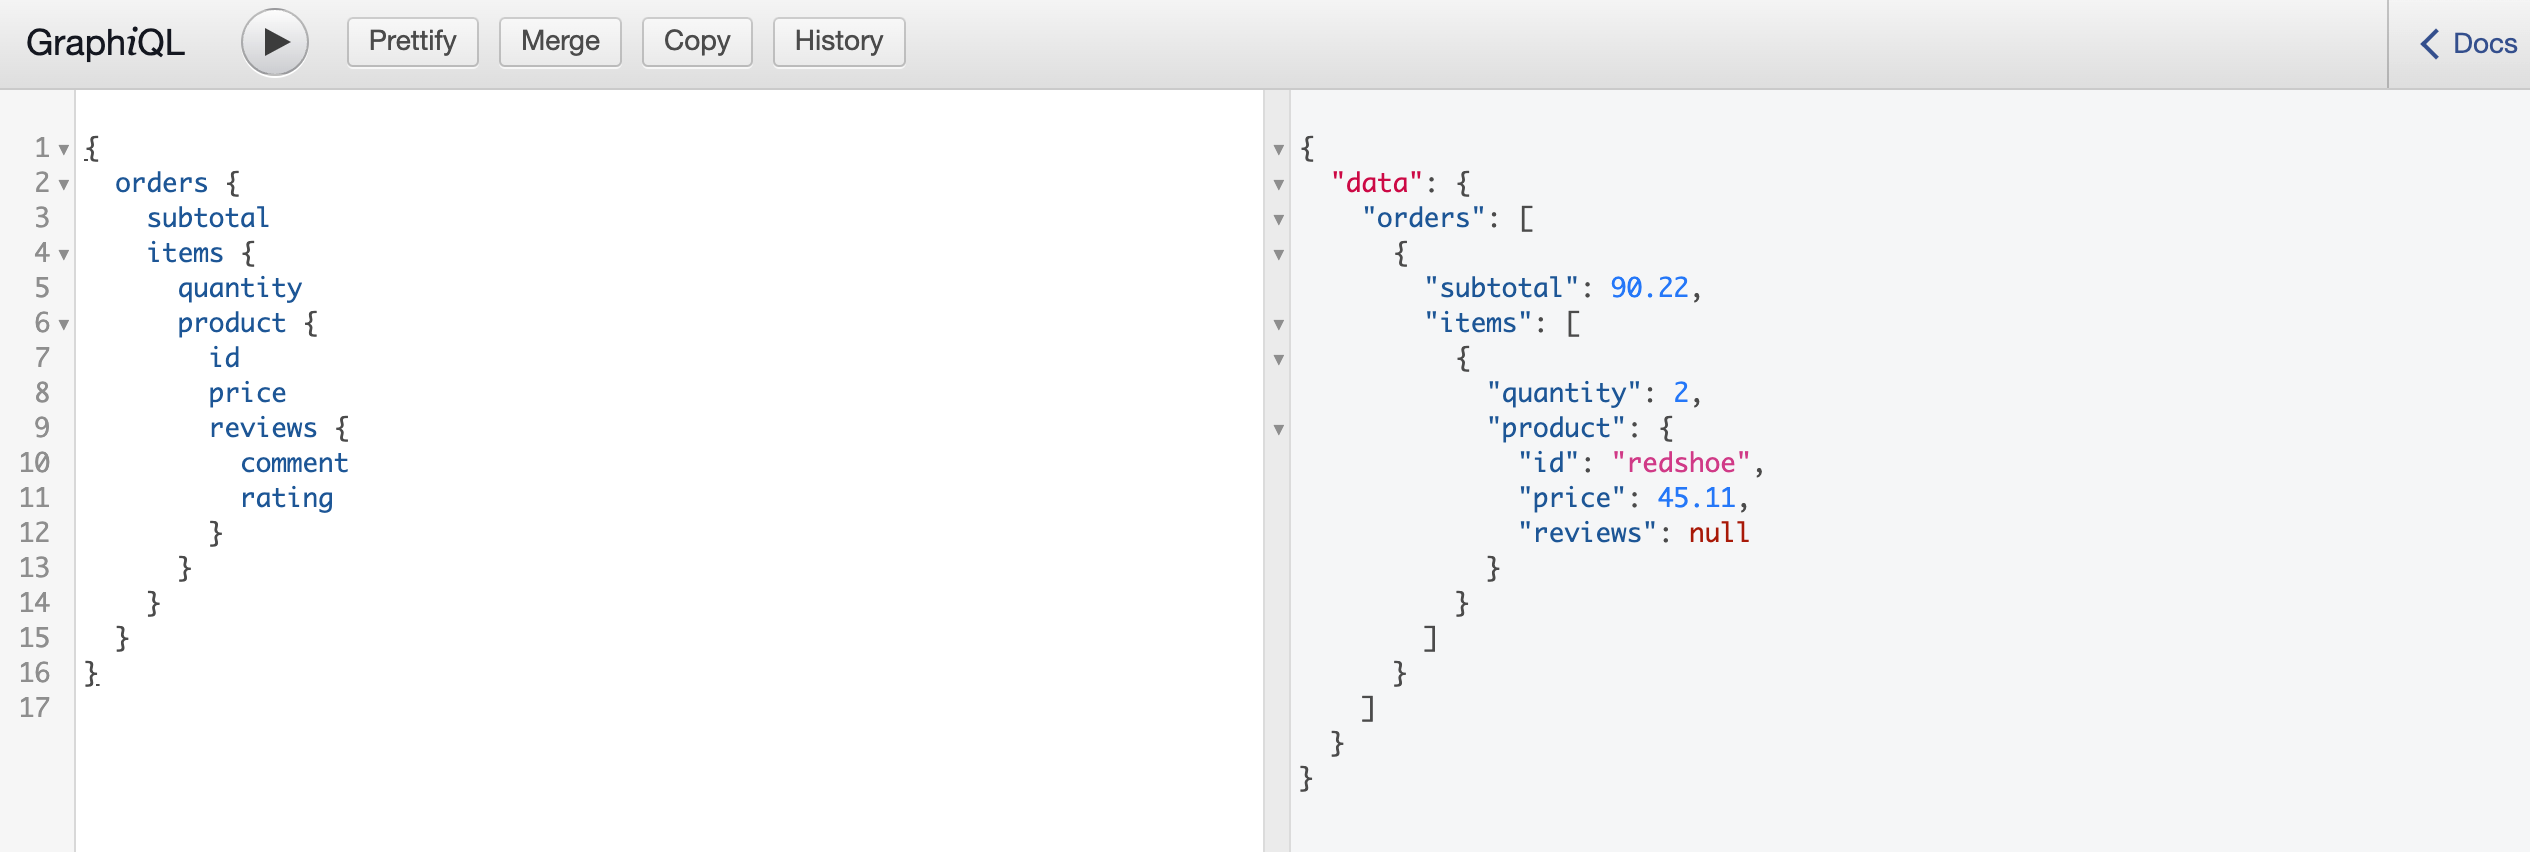 GraphiQL Prettify Merge Copy History Docs
1 {
2 orders {
3 subtotal
4 items {
5 quantity
6 product {
7 id
8 price
9 reviews {
10 comment
11 rating
12 }
13 }
14 }
15 }
16 }
17
{
"data": {
"orders": [
{
"subtotal": 90.22,
"items": [
{
"quantity": 2,
"product": {
"id": "redshoe",
"price": 45.11,
"reviews": null
}
}
]
}
]
}
}